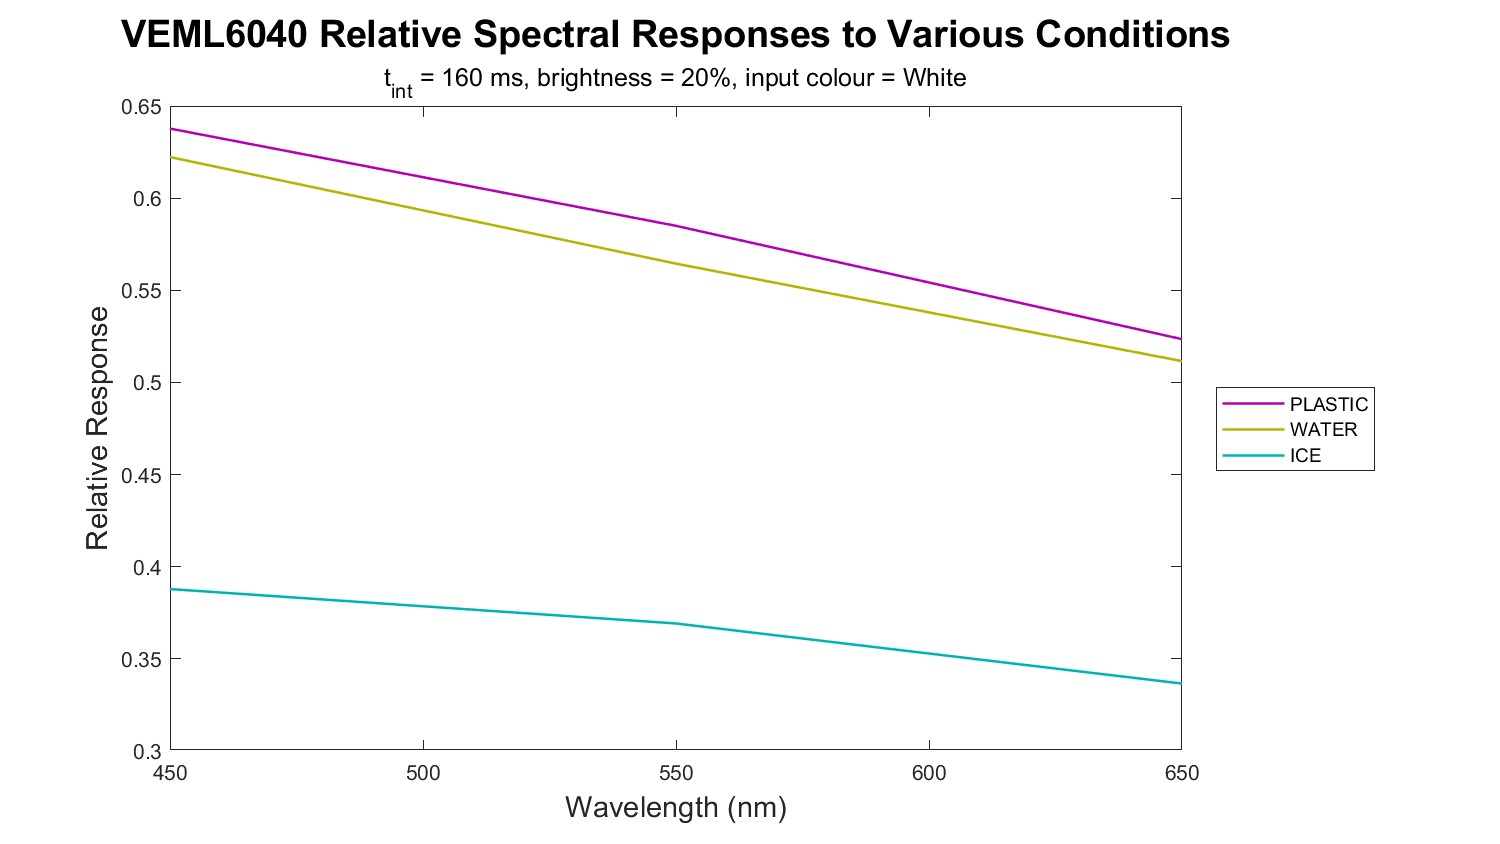 VEML6040 Relative Spectral Responses to Various Conditions
t_int = 160 ms, brightness = 20%, input colour = White
0.65
0.6
0.55
0.5
0.45
0.4
0.35
0.3
Relative Response
450 500 550 600 650
Wavelength (nm)
PLASTIC
WATER
ICE